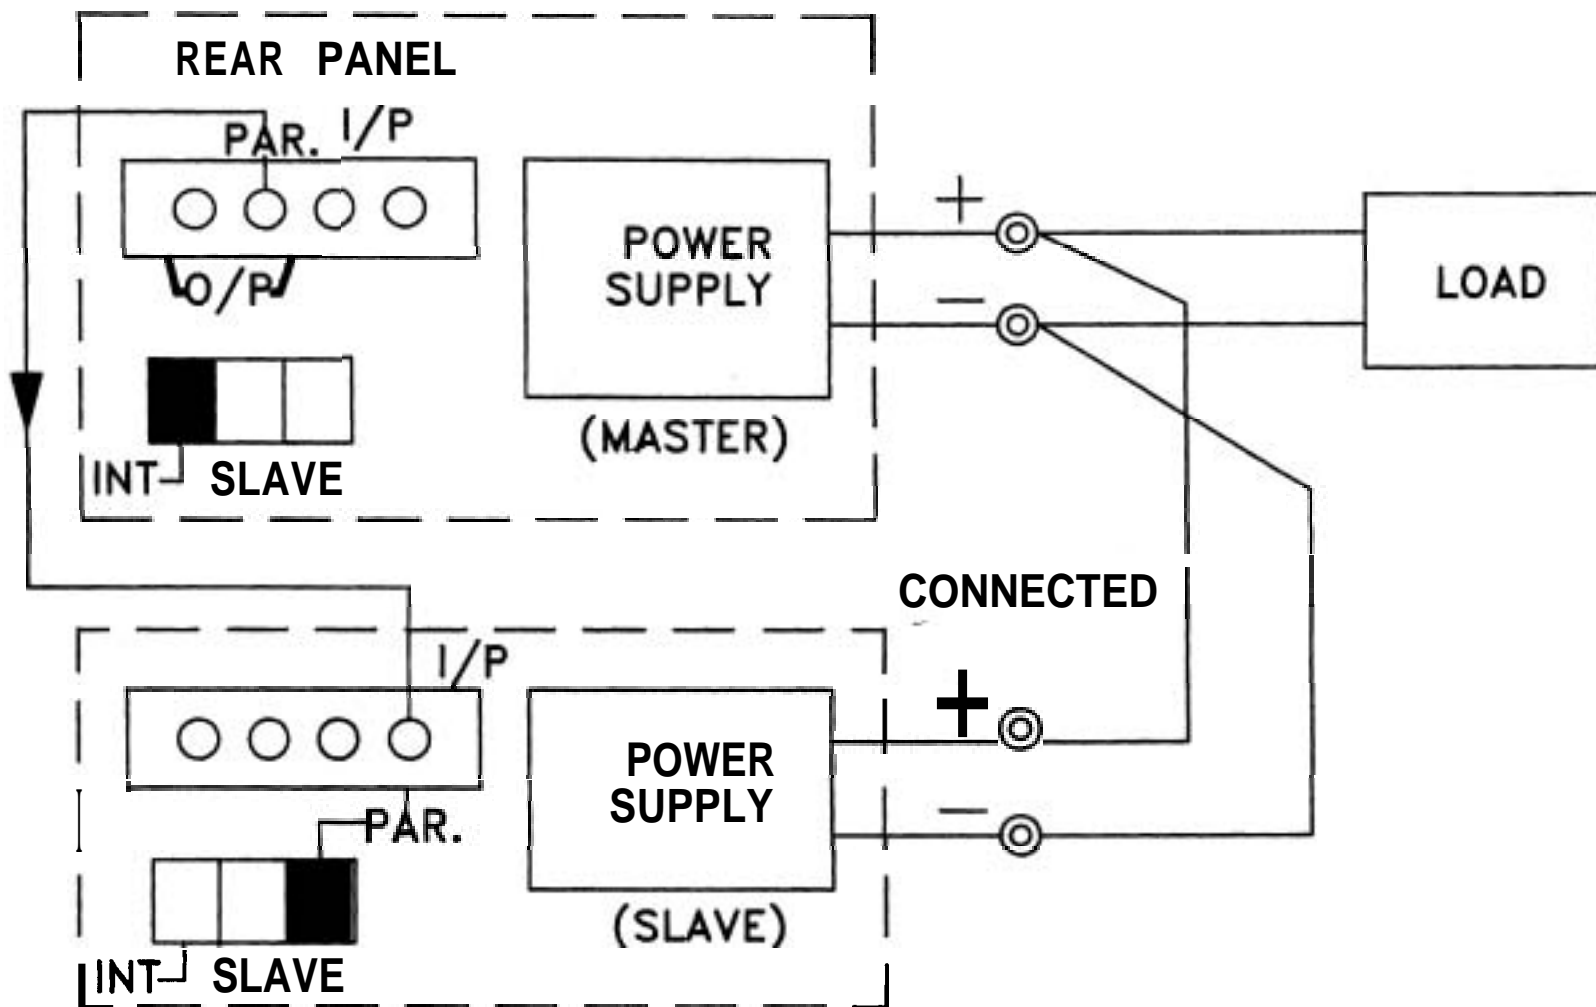 REAR PANEL
PAR. I/P
O/P
INT SLAVE
POWER
SUPPLY
(MASTER)
+
−
LOAD
CONNECTED
I/P
PAR.
INT SLAVE
POWER
SUPPLY
(SLAVE)
+
−